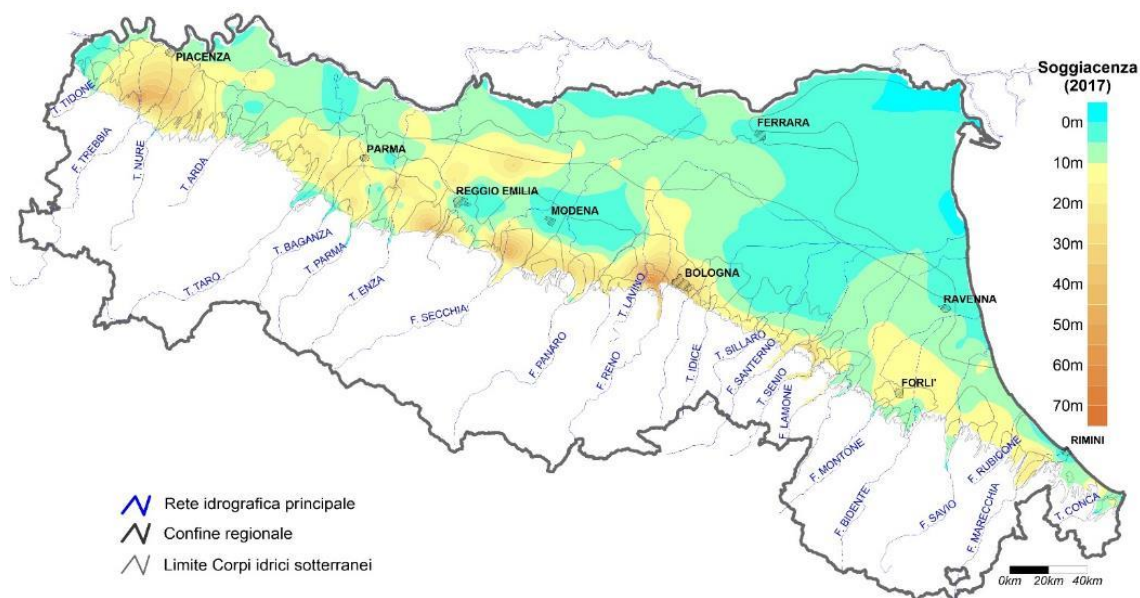 Soggiacenza
(2017)
0m
10m
20m
30m
40m
50m
60m
70m
PIACENZA
PARMA
REGGIO EMILIA
MODENA
FERRARA
BOLOGNA
RAVENNA
FORLI'
RIMINI
T. TIDONE
F. TREBBIA
T. NURE
T. ARDA
T. TARO
T. BAGANZA
T. PARMA
T. ENZA
F. SECCHIA
F. PANARO
F. RENO
T. LAVINO
T. IDICE
T. SILLARO
F. SANTERNO
T. SENIO
F. LAMONE
F. MONTONE
F. BIDENTE
F. SAVIO
F. RUBICONE
F. MARECCHIA
T. CONCA
Rete idrografica principale
Confine regionale
Limite Corpi idrici sotterranei
0km 20km 40km